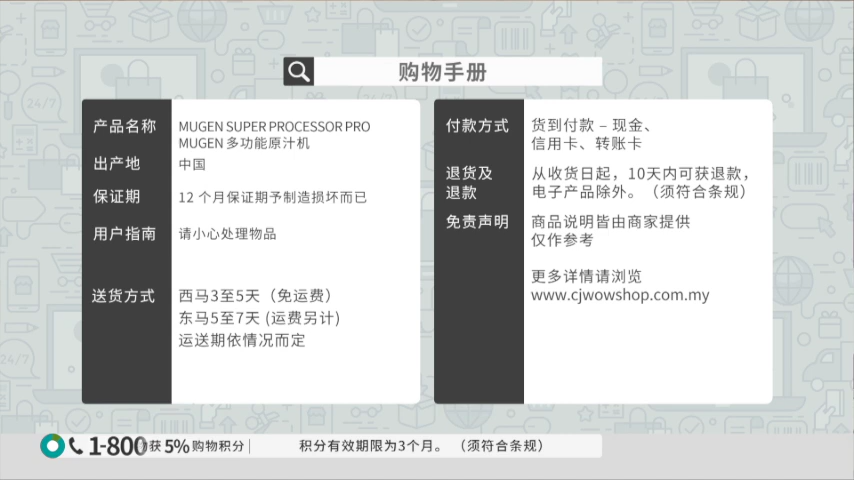 购物手册
产品名称
MUGEN SUPER PROCESSOR PRO
MUGEN 多功能原汁机
出产地
中国
保证期
12 个月保证期予制造损坏而已
用户指南
请小心处理物品
送货方式
西马3至5天（免运费）
东马5至7天 (运费另计)
运送期依情况而定
付款方式
货到付款 – 现金、
信用卡、转账卡
退货及
退款
从收货日起，10天内可获退款，
电子产品除外。（须符合条规）
免责声明
商品说明皆由商家提供
仅作参考
更多详情请浏览
www.cjwowshop.com.my
1-800
获 5% 购物积分
积分有效期限为3个月。（须符合条规）
24/7
24/7